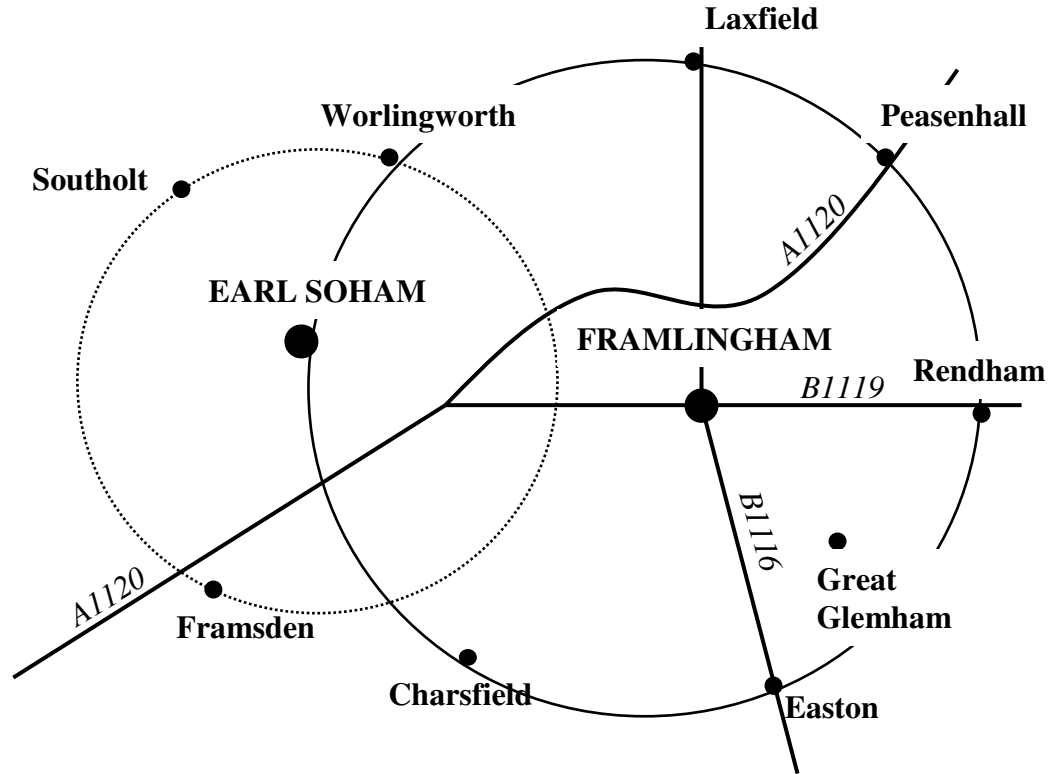 Laxfield
Worlingworth
Peasenhall
Southolt
A1120
EARL SOHAM
FRAMLINGHAM
Rendham
B1119
B1116
Great
Glemham
A1120
Framsden
Charsfield
Easton